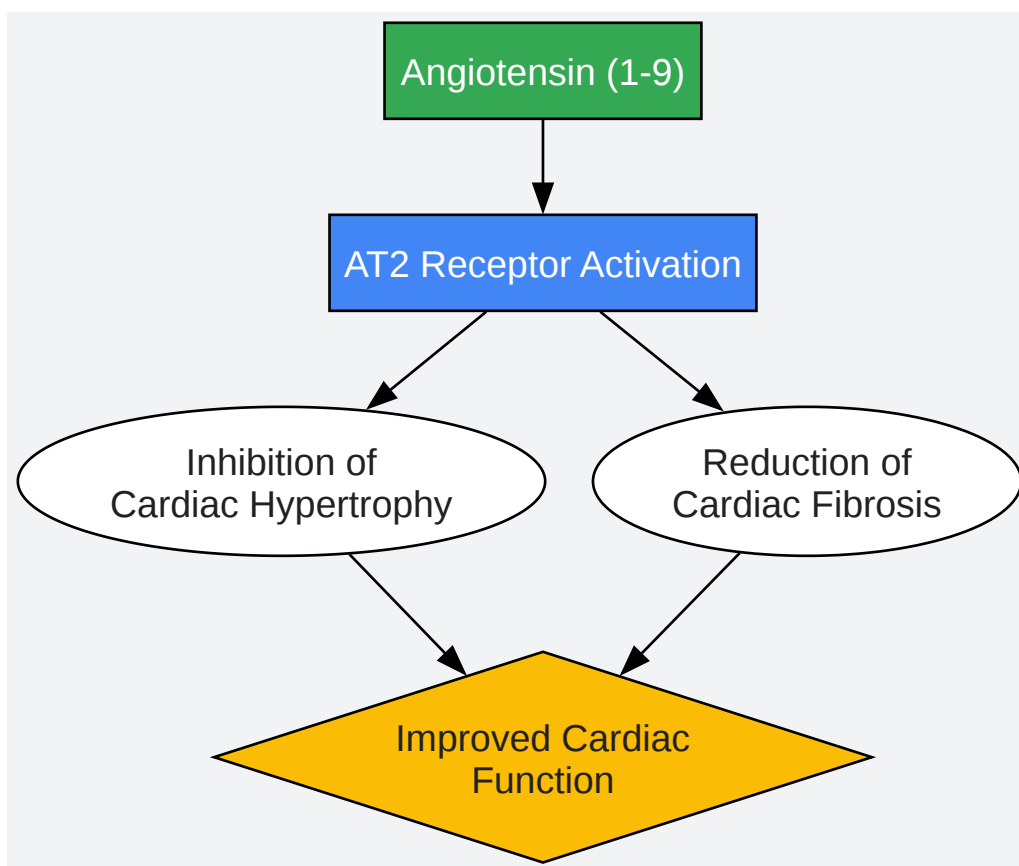 Angiotensin (1-9)
AT2 Receptor Activation
Inhibition of
Cardiac Hypertrophy
Reduction of
Cardiac Fibrosis
Improved Cardiac
Function